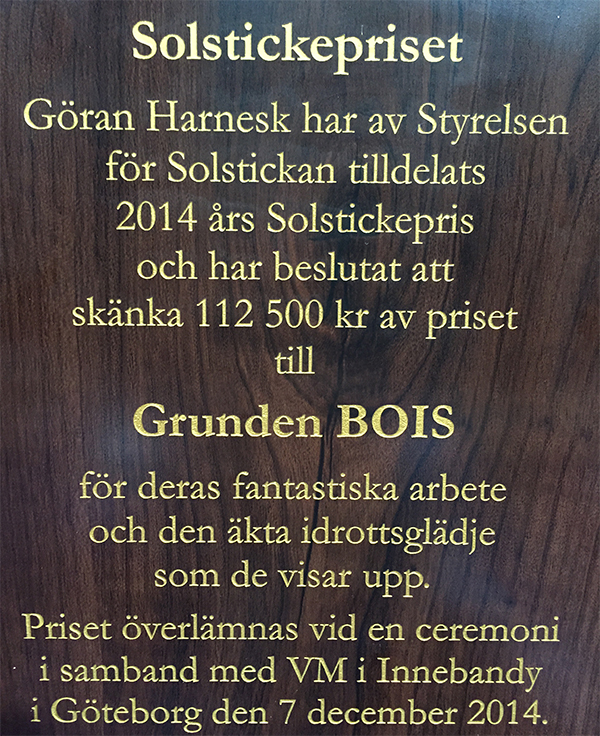 Solstickepriset
Göran Harnesk har av Styrelsen
för Solstickan tilldelats
2014 års Solstickepris
och har beslutat att
skänka 112 500 kr av priset
till
Grunden BOIS
för deras fantastiska arbete
och den äkta idrottsglädje
som de visar upp.
Priset överlämnas vid en ceremoni
i samband med VM i Innebandy
i Göteborg den 7 december 2014.